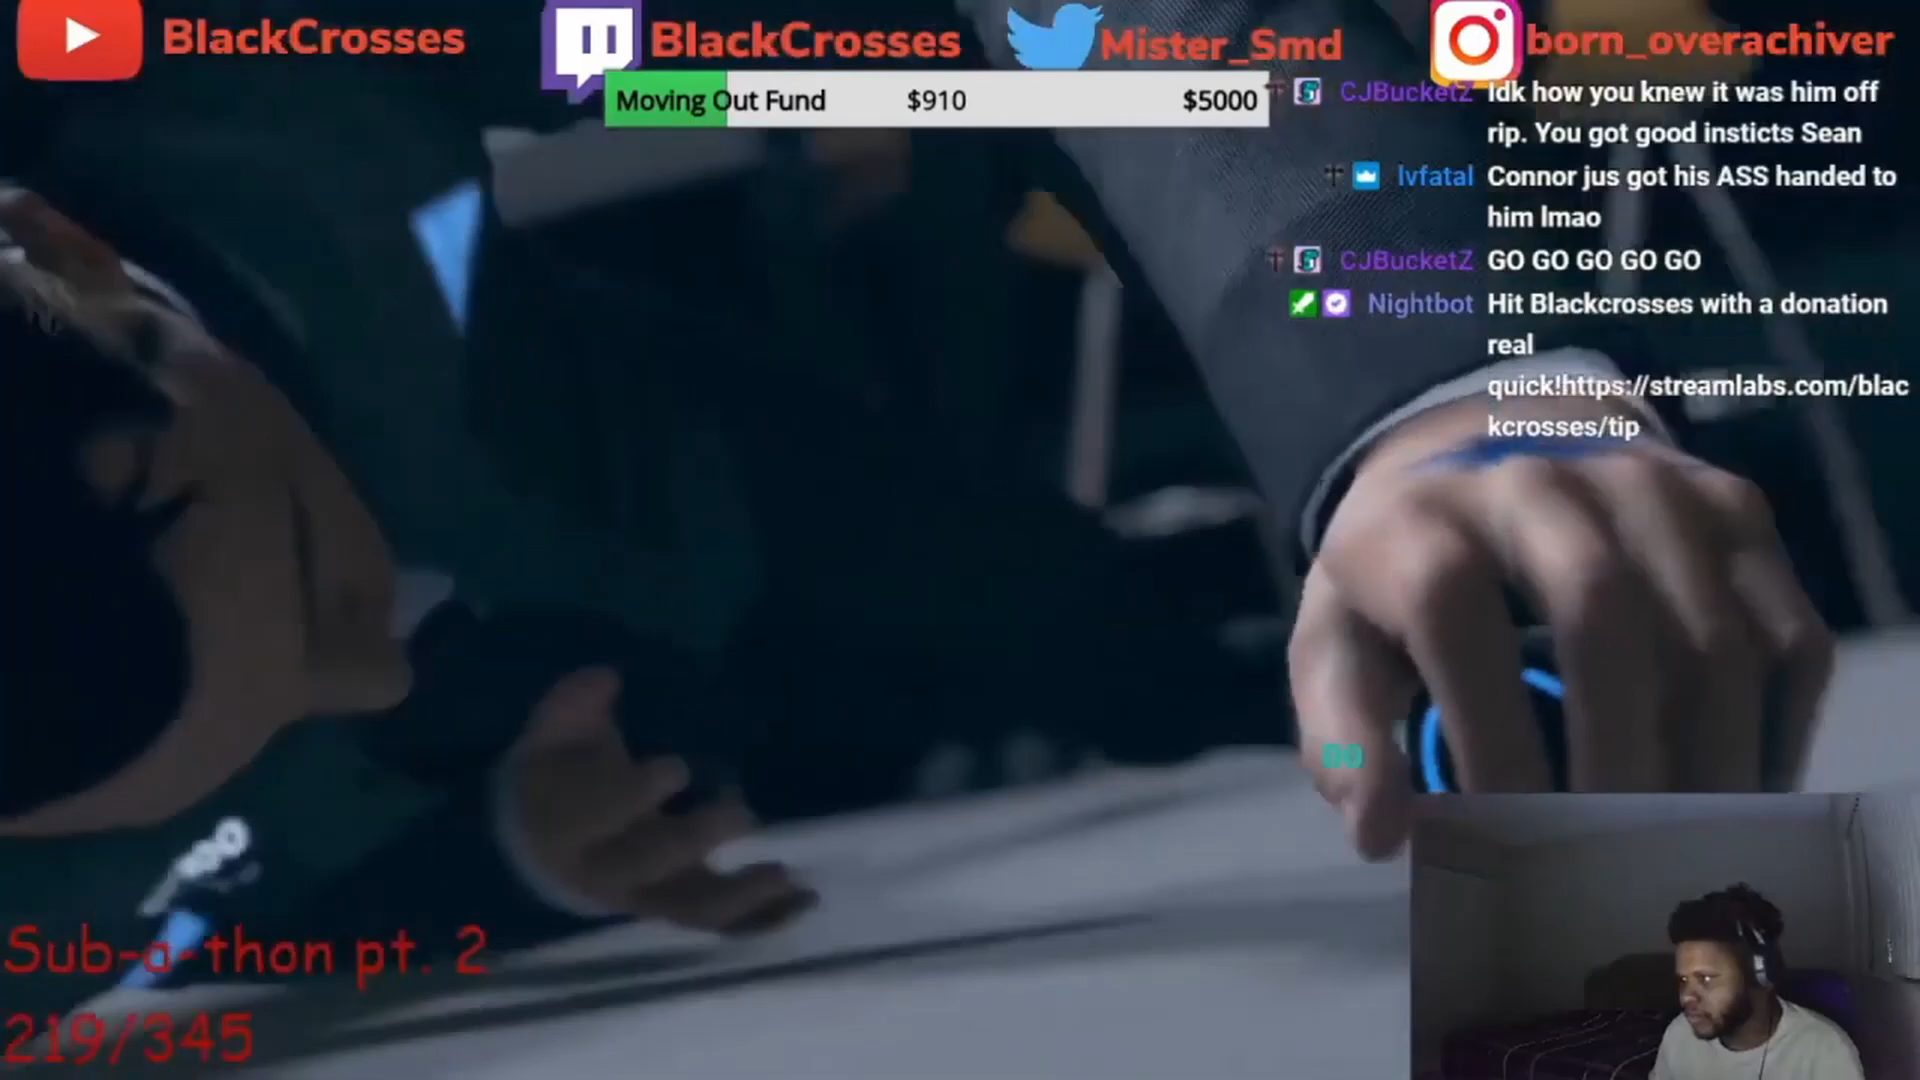 BlackCrosses
BlackCrosses
Mister_Smd
born_overachiver
Moving Out Fund $910 $5000
CJBucketZ Idk how you knew it was him off
rip. You got good insticts Sean
lvfatal Connor jus got his ASS handed to
him lmao
CJBucketZ GO GO GO GO GO
Nightbot Hit Blackcrosses with a donation
real
quick!https://streamlabs.com/blac
kcrosses/tip
Sub-a-thon pt. 2
219/345